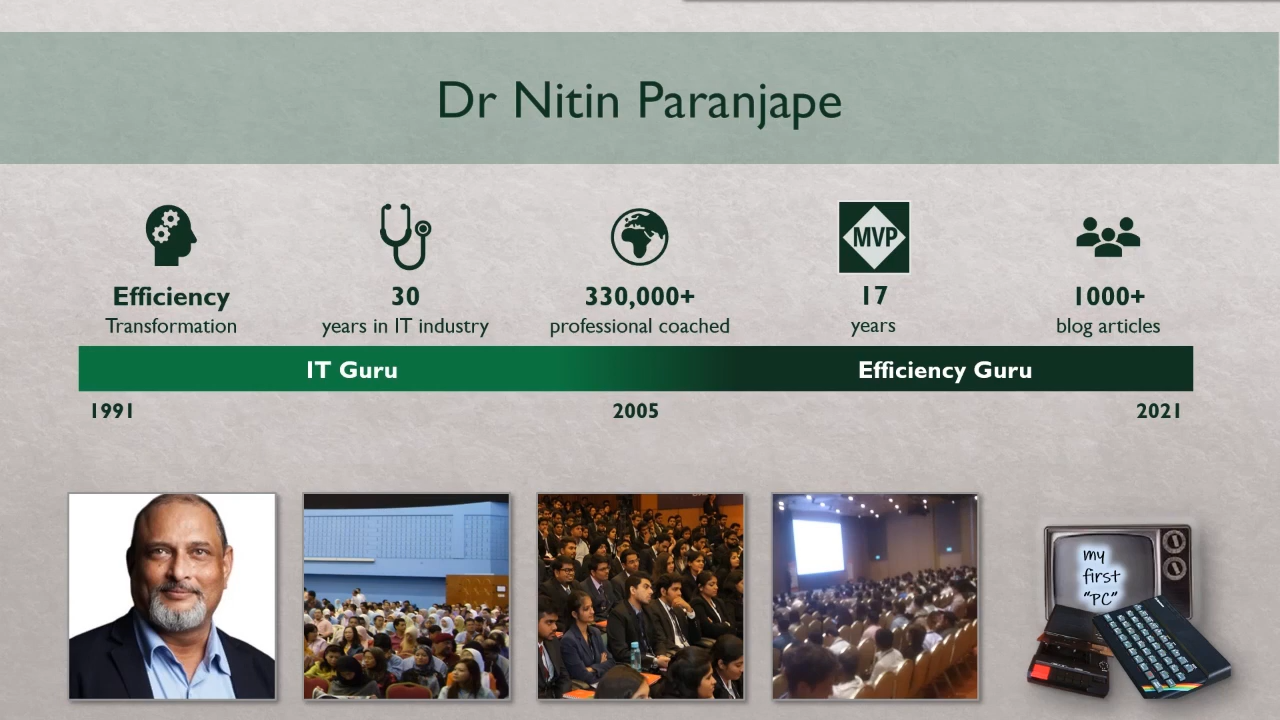 Dr Nitin Paranjape
MVP
Efficiency
30
330,000+
17
1000+
Transformation
years in IT industry
professional coached
years
blog articles
IT Guru
Efficiency Guru
1991
2005
2021
my
first
"PC"